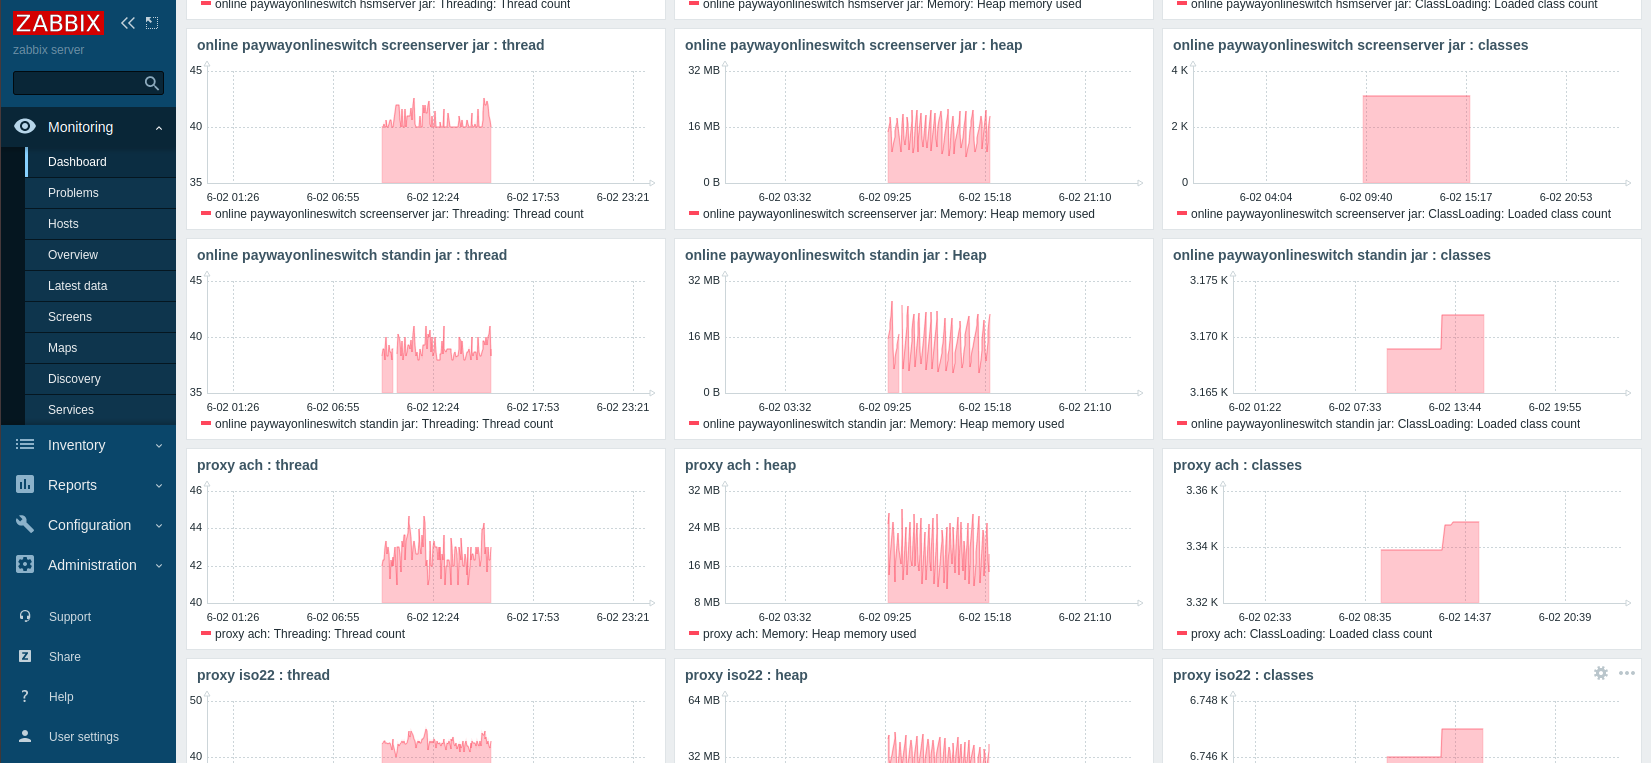 ZABBIX
zabbix server
Monitoring
Dashboard
Problems
Hosts
Overview
Latest data
Screens
Maps
Discovery
Services
Inventory
Reports
Configuration
Administration
Support
Share
Help
User settings
online paywayonlineswitch hsmserver jar: Threading: Thread count
online paywayonlineswitch hsmserver jar: Memory: Heap memory used
online paywayonlineswitch hsmserver jar: ClassLoading: Loaded class count
online paywayonlineswitch screenserver jar : thread
45
40
35
6-02 01:26 6-02 06:55 6-02 12:24 6-02 17:53 6-02 23:21
online paywayonlineswitch screenserver jar: Threading: Thread count
online paywayonlineswitch screenserver jar : heap
32 MB
16 MB
0 B
6-02 03:32 6-02 09:25 6-02 15:18 6-02 21:10
online paywayonlineswitch screenserver jar: Memory: Heap memory used
online paywayonlineswitch screenserver jar : classes
4 K
2 K
0
6-02 04:04 6-02 09:40 6-02 15:17 6-02 20:53
online paywayonlineswitch screenserver jar: ClassLoading: Loaded class count
online paywayonlineswitch standin jar : thread
45
40
35
6-02 01:26 6-02 06:55 6-02 12:24 6-02 17:53 6-02 23:21
online paywayonlineswitch standin jar: Threading: Thread count
online paywayonlineswitch standin jar : Heap
32 MB
16 MB
0 B
6-02 03:32 6-02 09:25 6-02 15:18 6-02 21:10
online paywayonlineswitch standin jar: Memory: Heap memory used
online paywayonlineswitch standin jar : classes
3.175 K
3.170 K
3.165 K
6-02 01:22 6-02 07:33 6-02 13:44 6-02 19:55
online paywayonlineswitch standin jar: ClassLoading: Loaded class count
proxy ach : thread
46
44
42
40
6-02 01:26 6-02 06:55 6-02 12:24 6-02 17:53 6-02 23:21
proxy ach: Threading: Thread count
proxy ach : heap
32 MB
24 MB
16 MB
8 MB
6-02 03:32 6-02 09:25 6-02 15:18 6-02 21:10
proxy ach: Memory: Heap memory used
proxy ach : classes
3.36 K
3.34 K
3.32 K
6-02 02:33 6-02 08:35 6-02 14:37 6-02 20:39
proxy ach: ClassLoading: Loaded class count
proxy iso22 : thread
50
40
proxy iso22 : heap
64 MB
32 MB
proxy iso22 : classes
6.748 K
6.746 K